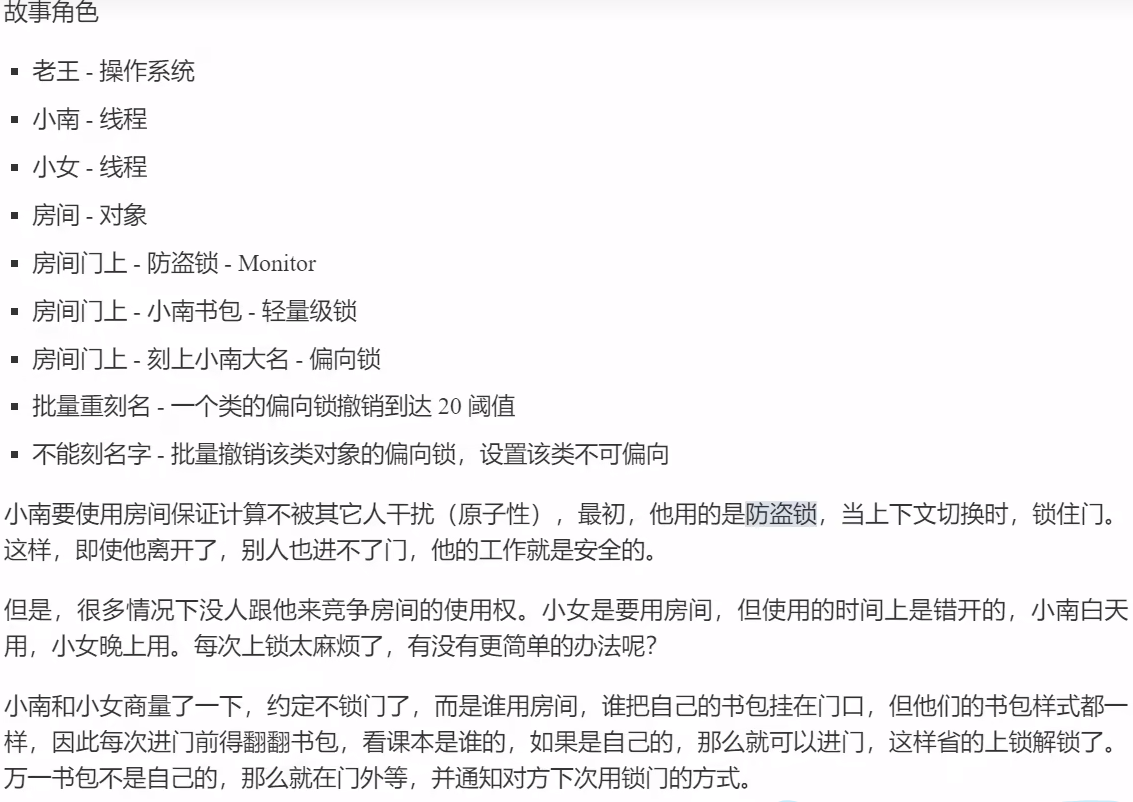 故事角色
▪ 老王 - 操作系统
▪ 小南 - 线程
▪ 小女 - 线程
▪ 房间 - 对象
▪ 房间门上 - 防盗锁 - Monitor
▪ 房间门上 - 小南书包 - 轻量级锁
▪ 房间门上 - 刻上小南大名 - 偏向锁
▪ 批量重刻名 - 一个类的偏向锁撤销到达 20 阈值
▪ 不能刻名字 - 批量撤销该类对象的偏向锁，设置该类不可偏向
小南要使用房间保证计算不被其它人干扰（原子性），最初，他用的是防盗锁，当上下文切换时，锁住门。
这样，即使他离开了，别人也进不了门，他的工作就是安全的。
但是，很多情况下没人跟他来竞争房间的使用权。小女是要用房间，但使用的时间上是错开的，小南白天
用，小女晚上用。每次上锁太麻烦了，有没有更简单的办法呢？
小南和小女商量了一下，约定不锁门了，而是谁用房间，谁把自己的书包挂在门口，但他们的书包样式都一
样，因此每次进门前得翻翻书包，看课本是谁的，如果是自己的，那么就可以进门，这样省的上锁解锁了。
万一书包不是自己的，那么就在门外等，并通知对方下次用锁门的方式。